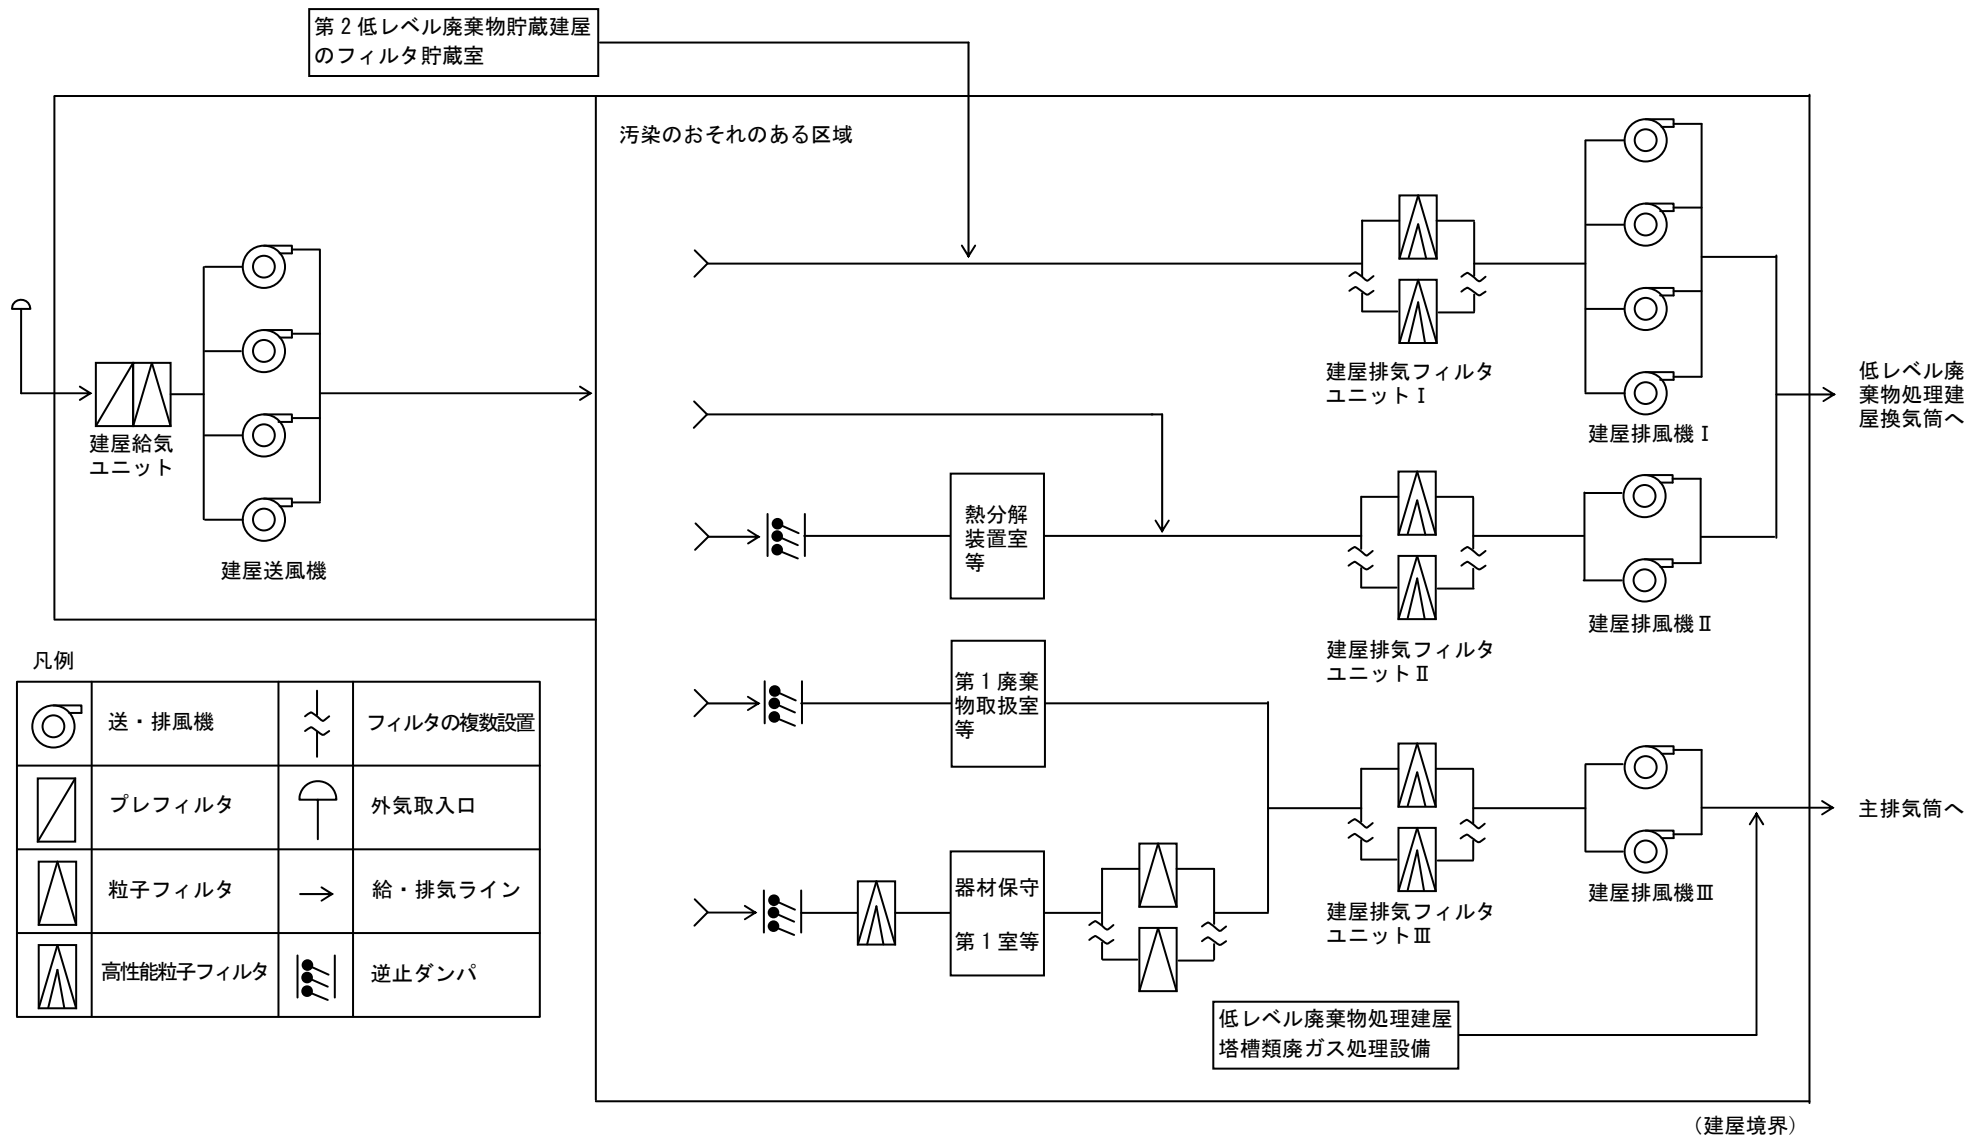 第２低レベル廃棄物貯蔵建屋
のフィルタ貯蔵室
汚染のおそれのある区域
建屋給気
ユニット
建屋送風機
建屋排気フィルタ
ユニットⅠ
建屋排風機Ⅰ
低レベル廃
棄物処理建
屋換気筒へ
熱分解
装置室
等
建屋排気フィルタ
ユニットⅡ
建屋排風機Ⅱ
第１廃棄
物取扱室
等
器材保守
第１室等
建屋排気フィルタ
ユニットⅢ
建屋排風機Ⅲ
主排気筒へ
低レベル廃棄物処理建屋
塔槽類廃ガス処理設備
（建屋境界）
凡例
送・排風機
フィルタの複数設置
プレフィルタ
外気取入口
粒子フィルタ
給・排気ライン
高性能粒子フィルタ
逆止ダンパ